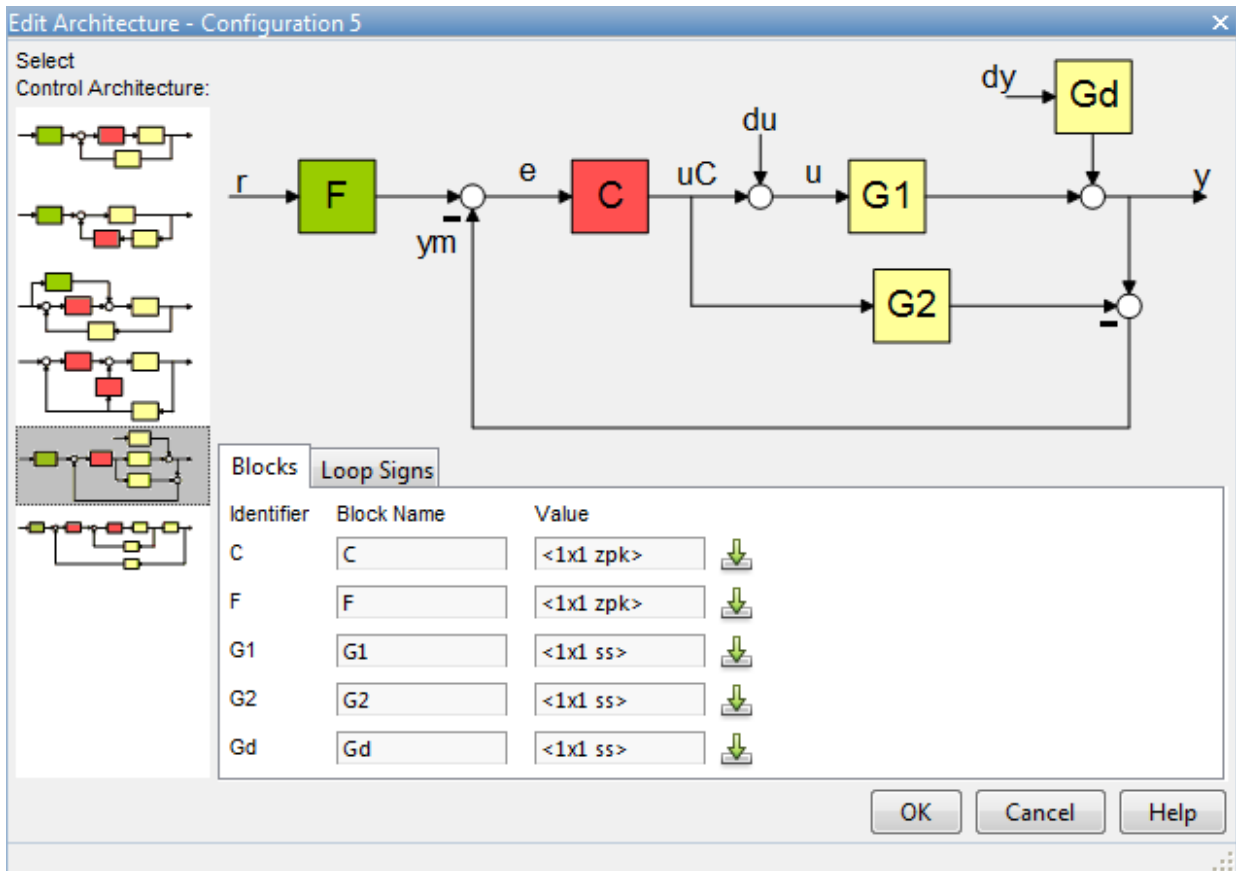 Edit Architecture - Configuration 5
Select
Control Architecture:
dy
Gd
du
r
F
e
C
uC
u
G1
y
ym
G2
Blocks
Loop Signs
Identifier Block Name Value
C C <1x1 zpk>
F F <1x1 zpk>
G1 G1 <1x1 ss>
G2 G2 <1x1 ss>
Gd Gd <1x1 ss>
OK Cancel Help